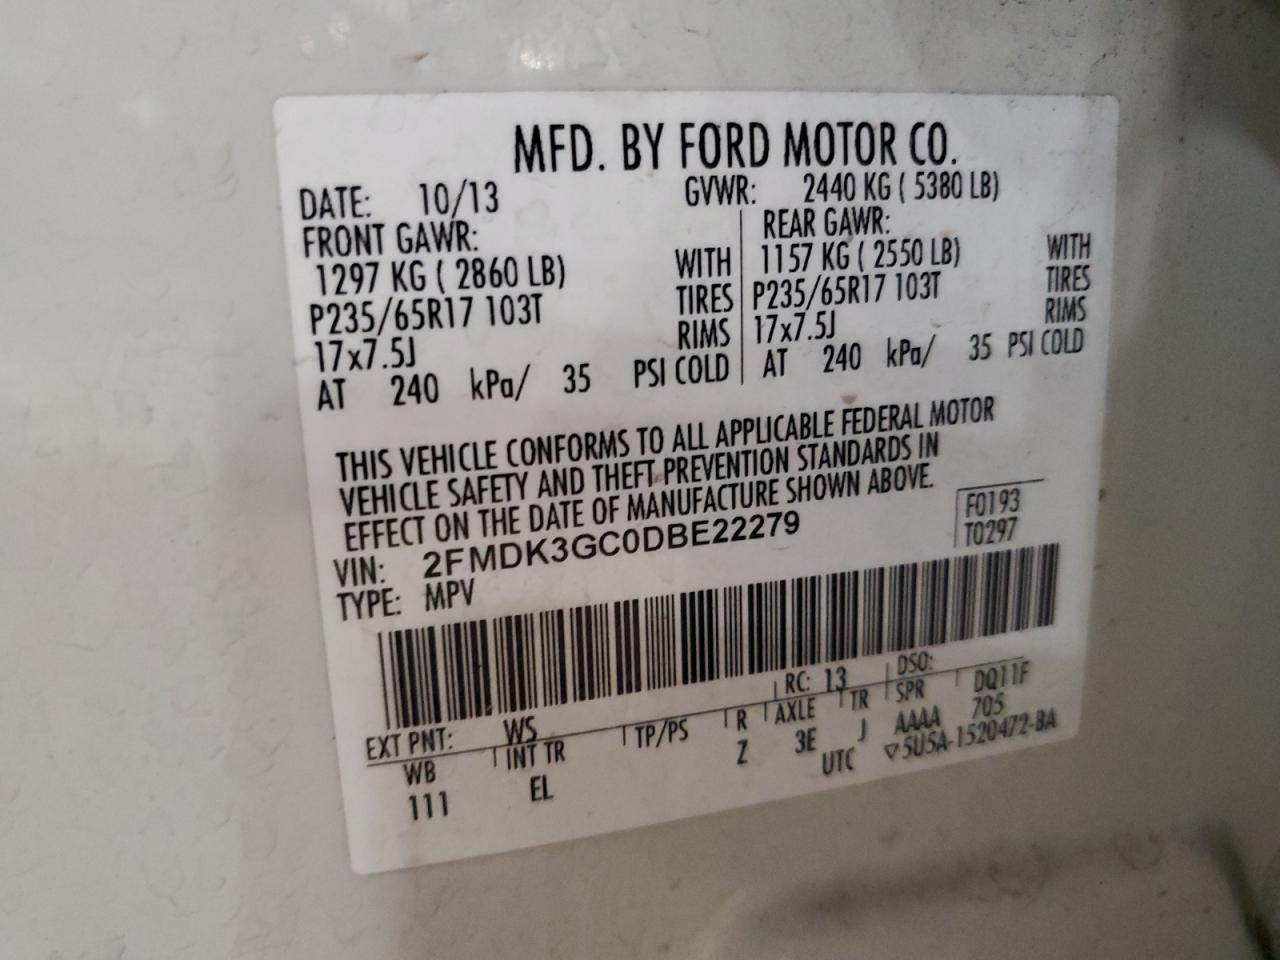 MFD. BY FORD MOTOR CO.
DATE: 10/13 GVWR: 2440 KG ( 5380 LB)
FRONT GAWR: REAR GAWR:
1297 KG ( 2860 LB) WITH 1157 KG ( 2550 LB) WITH
P235/65R17 103T TIRES P235/65R17 103T TIRES
17x7.5J RIMS 17x7.5J RIMS
AT 240 kPa/ 35 PSI COLD AT 240 kPa/ 35 PSI COLD
THIS VEHICLE CONFORMS TO ALL APPLICABLE FEDERAL MOTOR
VEHICLE SAFETY AND THEFT PREVENTION STANDARDS IN
EFFECT ON THE DATE OF MANUFACTURE SHOWN ABOVE.
F0193
VIN: 2FMDK3GC0DBE22279 T0297
TYPE: MPV
EXT PNT: WS RC: 13 DSO: DQ11F
WB INT TR TP/PS R AXLE TR SPR 705
111 EL Z 3E J AAAA
UTC ▽5U5A-1520472-BA